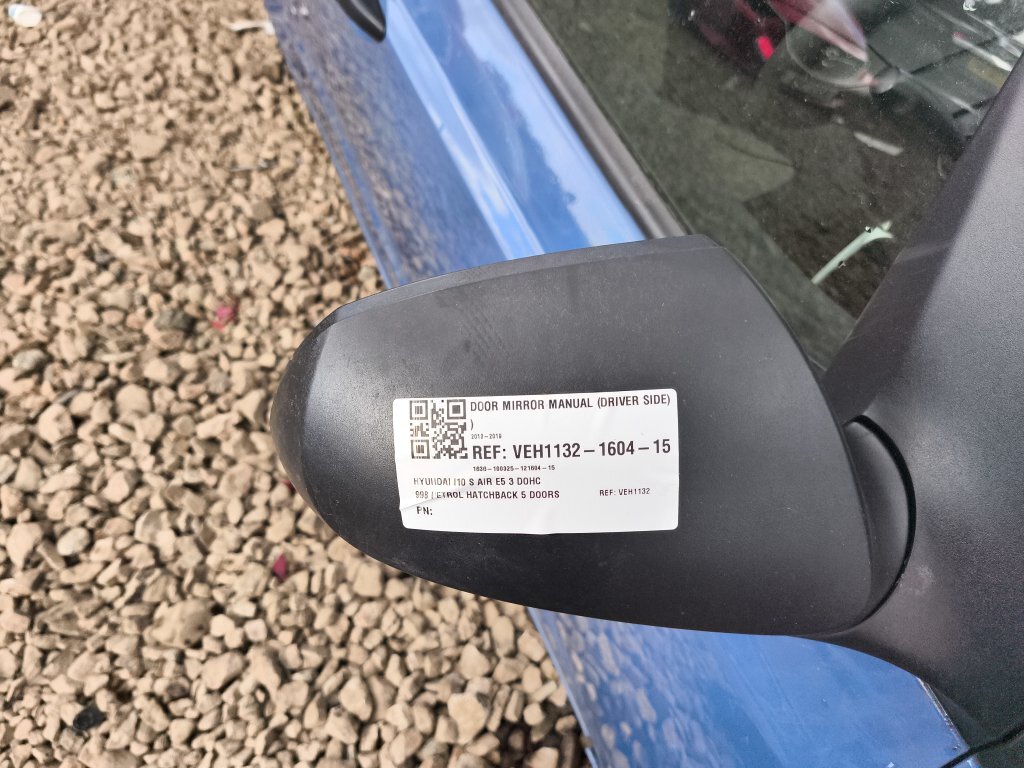 DOOR MIRROR MANUAL (DRIVER SIDE)
)
2013-2019
REF: VEH1132-1604-15
1636-180325-121604-15
HYUNDAI I10 S AIR E5 3 DOHC
998 PETROL HATCHBACK 5 DOORS REF: VEH1132
PN: